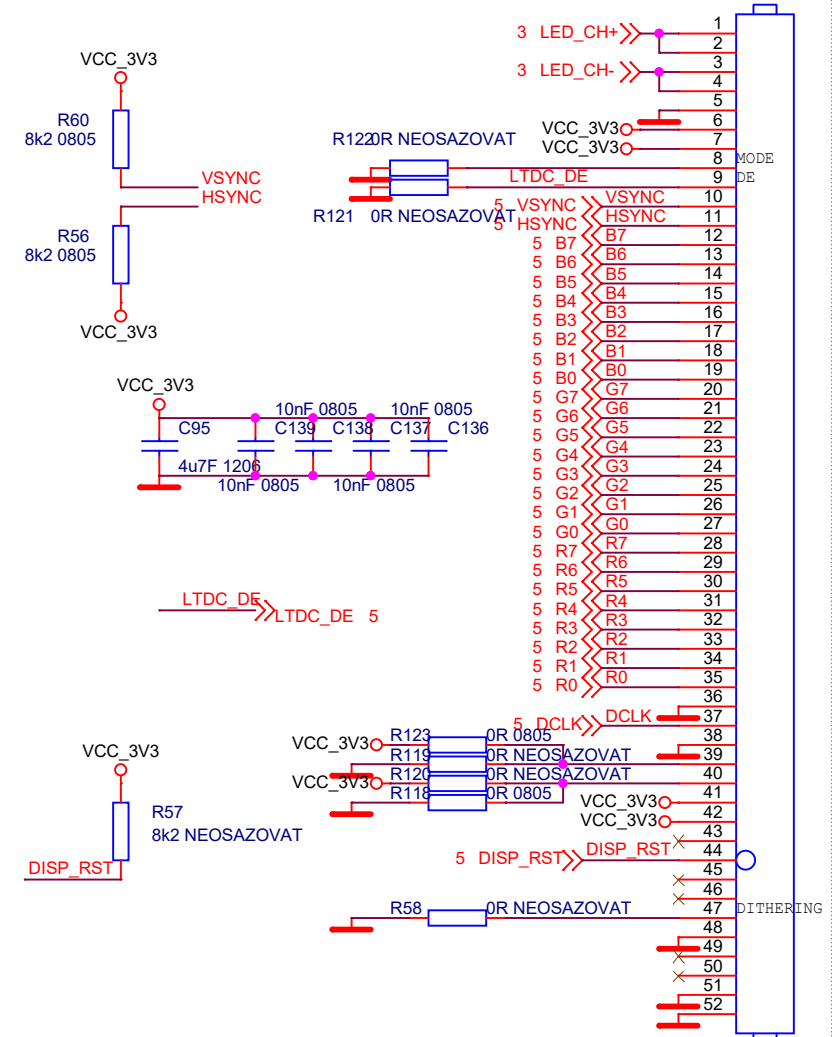 VCC_3V3
R60
8k2 0805
VSYNC
HSYNC
R56
8k2 0805
VCC_3V3
VCC_3V3
10nF 0805 10nF 0805
C95 C139 C138 C137 C136
4u7F 1206
10nF 0805 10nF 0805
LTDC_DE
LTDC_DE 5
VCC_3V3
R57
8k2 NEOSAZOVAT
DISP_RST
3 LED_CH+ 1
2
3 LED_CH- 3
4
5
VCC_3V3 6
VCC_3V3 7
R122 0R NEOSAZOVAT 8 MODE
LTDC_DE 9 DE
R121 0R NEOSAZOVAT
5 VSYNC VSYNC 10
5 HSYNC HSYNC 11
5 B7 B7 12
5 B6 B6 13
5 B5 B5 14
5 B4 B4 15
5 B3 B3 16
5 B2 B2 17
5 B1 B1 18
5 B0 B0 19
5 G7 G7 20
5 G6 G6 21
5 G5 G5 22
5 G4 G4 23
5 G3 G3 24
5 G2 G2 25
5 G1 G1 26
5 G0 G0 27
5 R7 R7 28
5 R6 R6 29
5 R5 R5 30
5 R4 R4 31
5 R3 R3 32
5 R2 R2 33
5 R1 R1 34
5 R0 R0 35
36
5 DCLK DCLK 37
38
VCC_3V3 R123 0R 0805
R119 0R NEOSAZOVAT 39
VCC_3V3 R120 0R NEOSAZOVAT 40
R118 0R 0805
VCC_3V3 41
VCC_3V3 42
43
5 DISP_RST DISP_RST 44
45
46
R58 0R NEOSAZOVAT 47 DITHERING
48
49
50
51
52